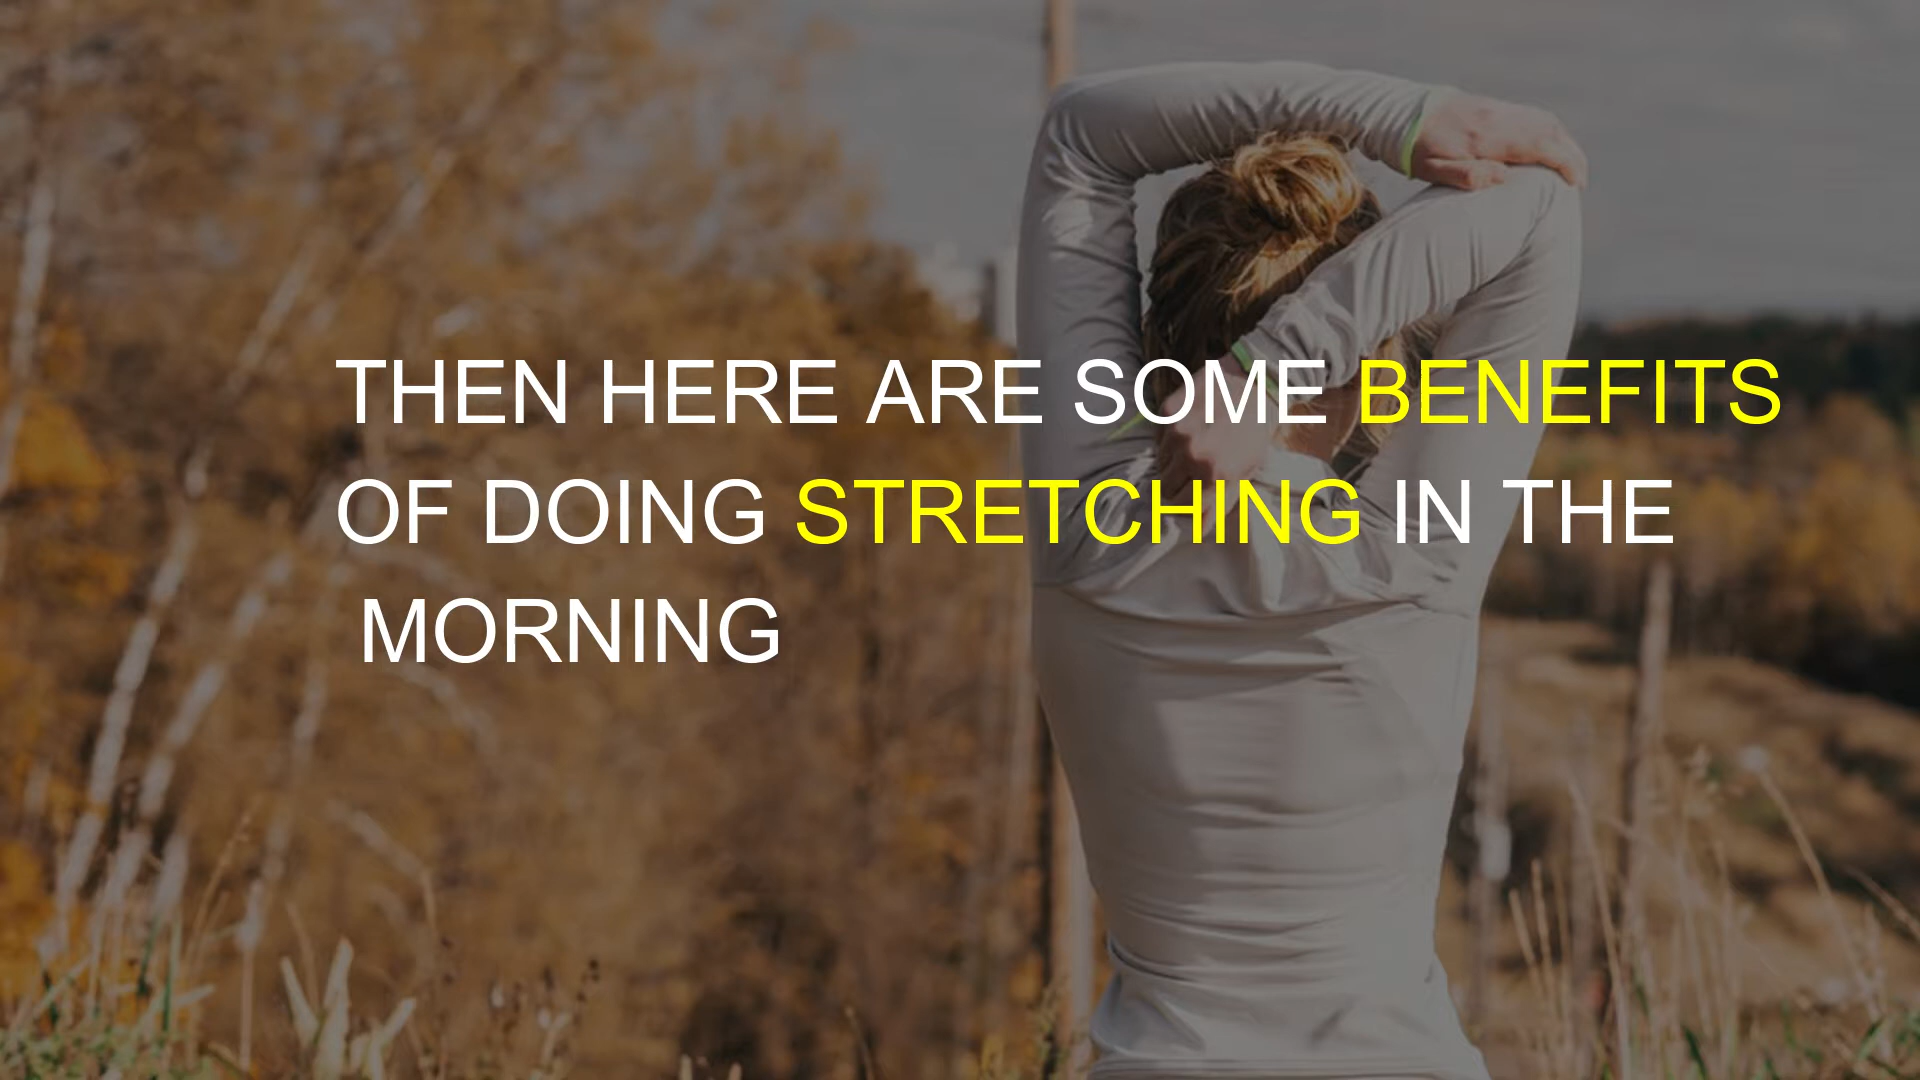 THEN HERE ARE SOME BENEFITS
OF DOING STRETCHING IN THE
MORNING